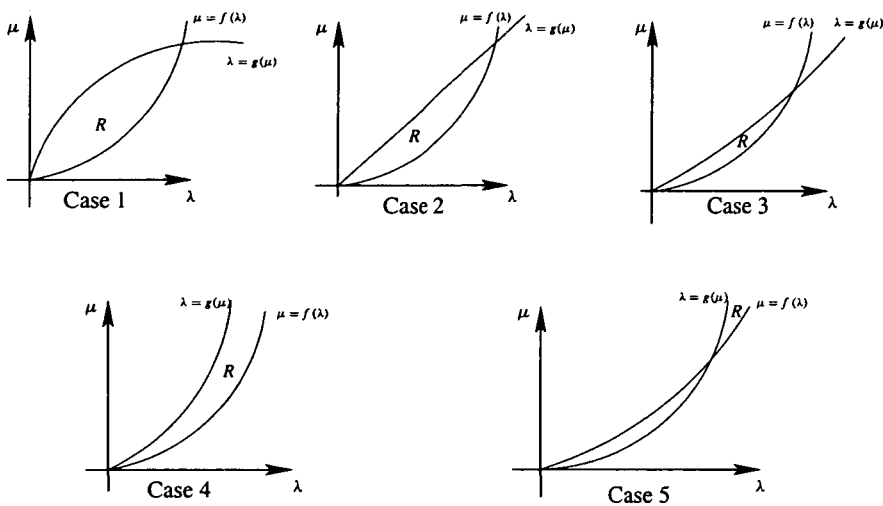 μ
μ = f(λ)
λ = g(μ)
R
λ
Case 1
μ
μ = f(λ)
λ = g(μ)
R
λ
Case 2
μ
μ = f(λ)
λ = g(μ)
R
λ
Case 3
μ
λ = g(μ)
μ = f(λ)
R
λ
Case 4
μ
λ = g(μ)
R
μ = f(λ)
λ
Case 5